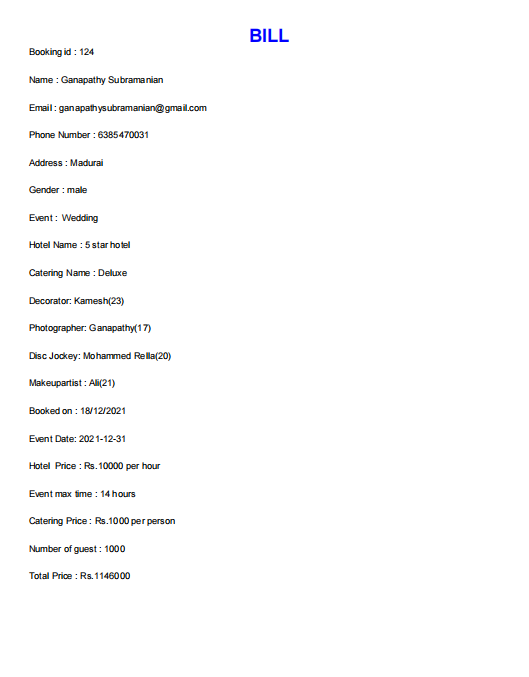 BILL
Booking id : 124
Name : Ganapathy Subramanian
Email : ganapathysubramanian@gmail.com
Phone Number : 6385470031
Address : Madurai
Gender : male
Event :  Wedding
Hotel Name : 5 star hotel
Catering Name : Deluxe
Decorator: Kamesh(23)
Photographer: Ganapathy(17)
Disc Jockey: Mohammed Rella(20)
Makeupartist : Ali(21)
Booked on : 18/12/2021
Event Date: 2021-12-31
Hotel  Price : Rs.10000 per hour
Event max time : 14 hours
Catering Price : Rs.1000 per person
Number of guest : 1000
Total Price : Rs.1146000